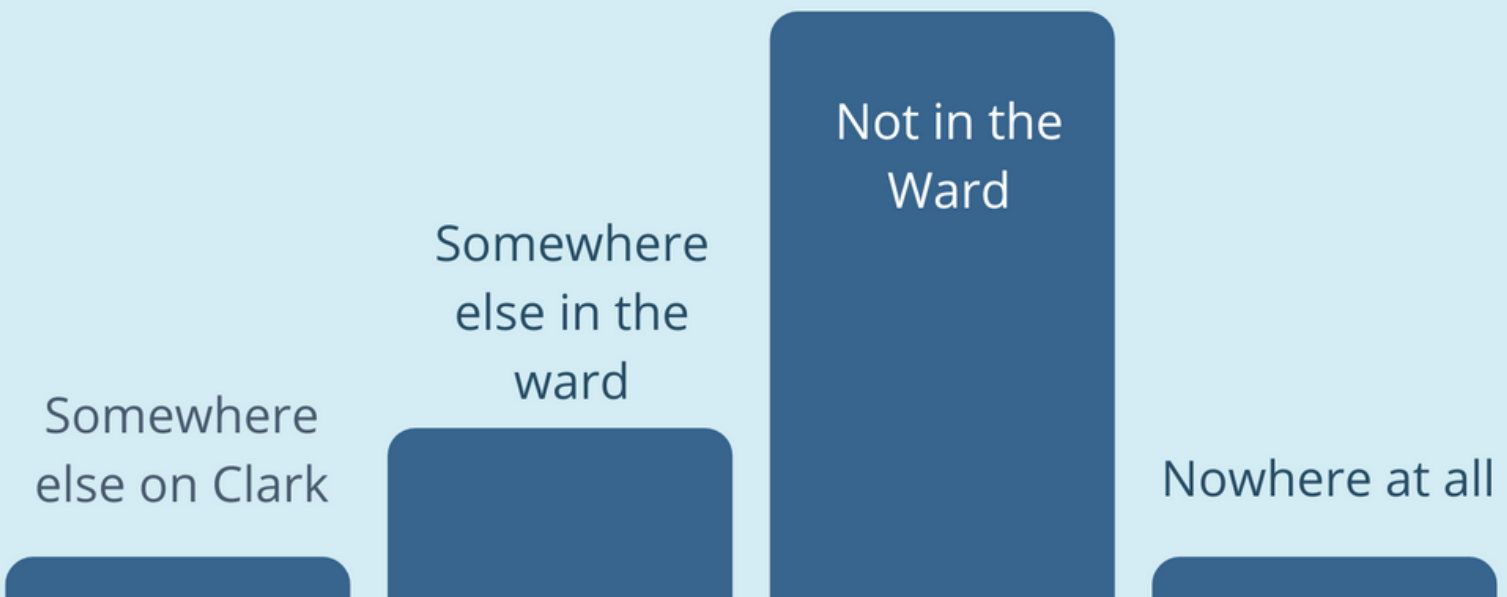 Somewhere
else on Clark
Somewhere
else in the
ward
Not in the
Ward
Nowhere at all